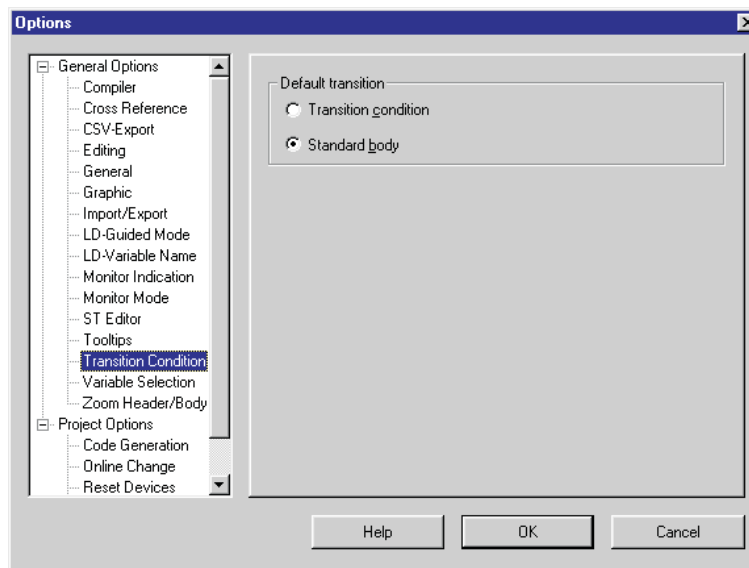 Options
General Options
Compiler
Cross Reference
CSV-Export
Editing
General
Graphic
Import/Export
LD-Guided Mode
LD-Variable Name
Monitor Indication
Monitor Mode
ST Editor
Tooltips
Transition Condition
Variable Selection
Zoom Header/Body
Project Options
Code Generation
Online Change
Reset Devices
Default transition
Transition condition
Standard body
Help
OK
Cancel